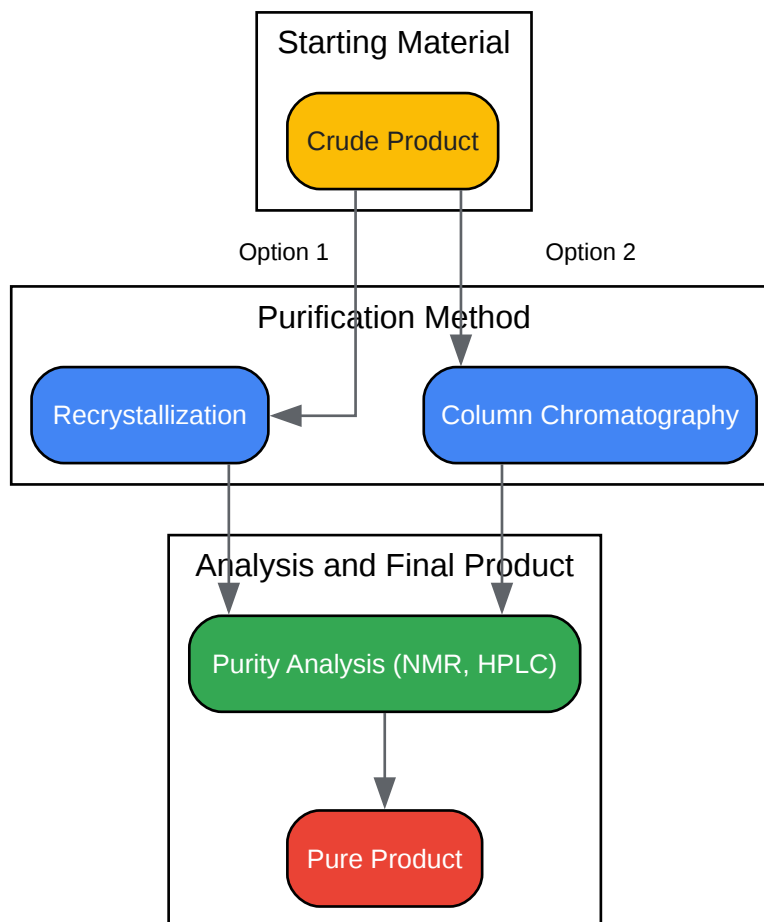 Starting Material
Crude Product
Option 1
Option 2
Purification Method
Recrystallization
Column Chromatography
Analysis and Final Product
Purity Analysis (NMR, HPLC)
Pure Product